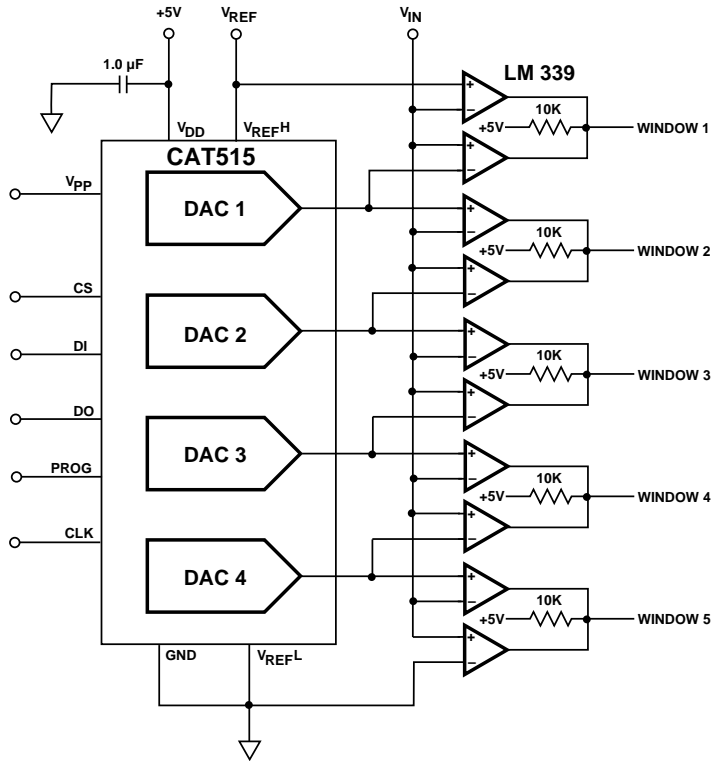 +5V
V_REF
V_IN
1.0 µF
LM 339
V_DD
V_REFH
CAT515
+
−
10K
+5V
WINDOW 1
+
−
V_PP
DAC 1
+
−
10K
+5V
WINDOW 2
+
−
CS
DAC 2
DI
+
−
10K
+5V
WINDOW 3
+
−
DO
DAC 3
PROG
+
−
10K
+5V
WINDOW 4
+
−
CLK
DAC 4
+
−
10K
+5V
WINDOW 5
+
−
GND
V_REFL